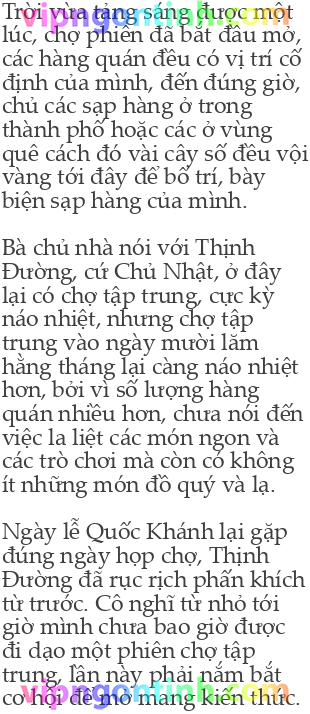 Trời vừa tảng sáng được một
vipngontinh.com
lúc, chợ phiên đã bắt đầu mở,
các hàng quán đều có vị trí cố
định của mình, đến đúng giờ,
chủ các sạp hàng ở trong
thành phố hoặc các ở vùng
quê cách đó vài cây số đều vội
vàng tới đây để bố trí, bày
biện sạp hàng của mình.
Bà chủ nhà nói với Thịnh
Đường, cứ Chủ Nhật, ở đây
lại có chợ tập trung, cực kỳ
náo nhiệt, nhưng chợ tập
trung vào ngày mười lăm
hằng tháng lại càng náo nhiệt
hơn, bởi vì số lượng hàng
quán nhiều hơn, chưa nói đến
việc la liệt các món ngon và
các trò chơi mà còn có không
ít những món đồ quý và lạ.
Ngày lễ Quốc Khánh lại gặp
đúng ngày họp chợ, Thịnh
Đường đã rục rịch phấn khích
từ trước. Cô nghĩ từ nhỏ tới
giờ mình chưa bao giờ được
đi dạo một phiên chợ tập
trung, lần này phải nắm bắt
cơ hội để mở mang kiến thức.
vipngontinh.com